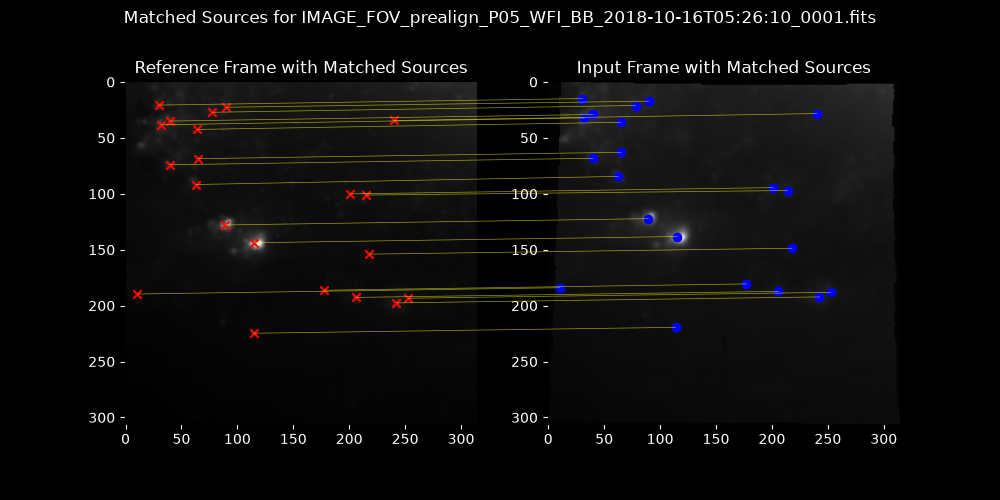 Matched Sources for IMAGE_FOV_prealign_P05_WFI_BB_2018-10-16T05:26:10_0001.fits
Reference Frame with Matched Sources
0
50
100
150
200
250
300
0 50 100 150 200 250 300
Input Frame with Matched Sources
0
50
100
150
200
250
300
0 50 100 150 200 250 300